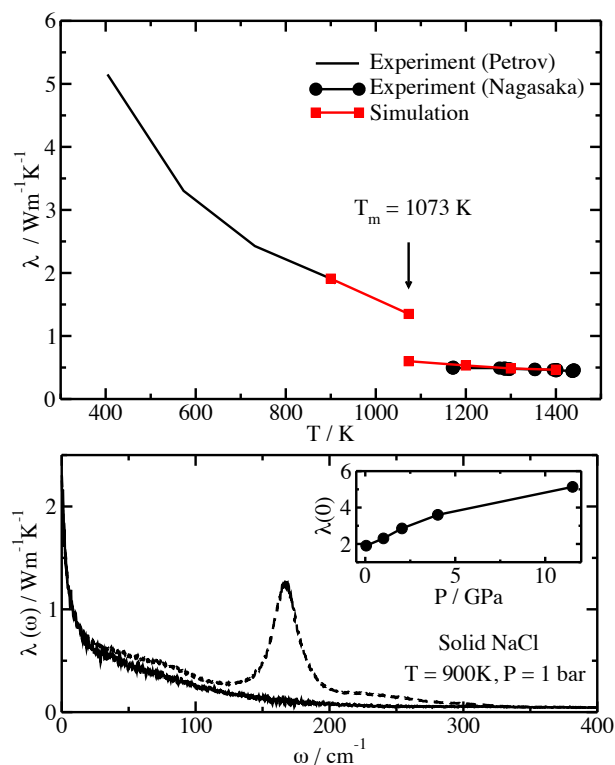 6
5
4
3
2
1
0
λ / Wm⁻¹K⁻¹
Experiment (Petrov)
Experiment (Nagasaka)
Simulation
Tₘ = 1073 K
400 600 800 1000 1200 1400
T / K
3
2
1
0
λ (ω) / Wm⁻¹K⁻¹
6
4
2
λ(0)
0 5 10
P / GPa
Solid NaCl
T = 900K, P = 1 bar
0 100 200 300 400
ω / cm⁻¹